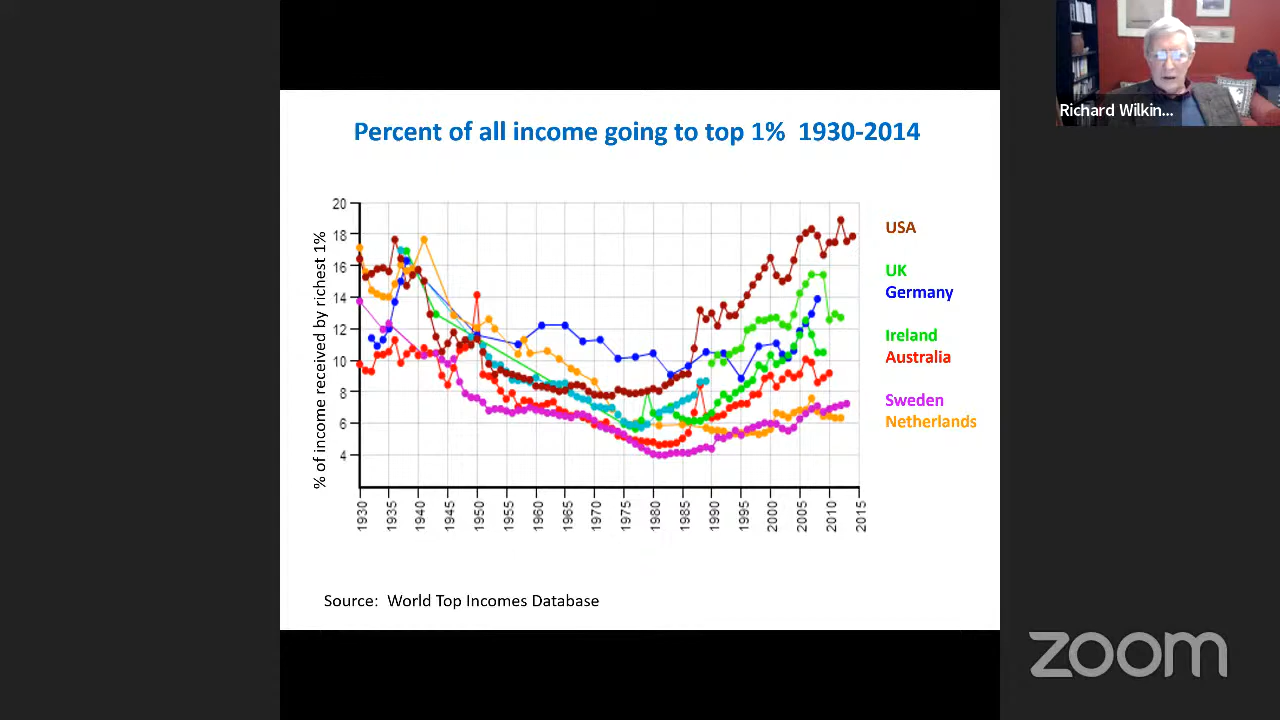 Richard Wilkin...
Percent of all income going to top 1% 1930-2014
% of income received by richest 1%
20
18
16
14
12
10
8
6
4
1930
1935
1940
1945
1950
1955
1960
1965
1970
1975
1980
1985
1990
1995
2000
2005
2010
2015
USA
UK
Germany
Ireland
Australia
Sweden
Netherlands
Source: World Top Incomes Database
zoom